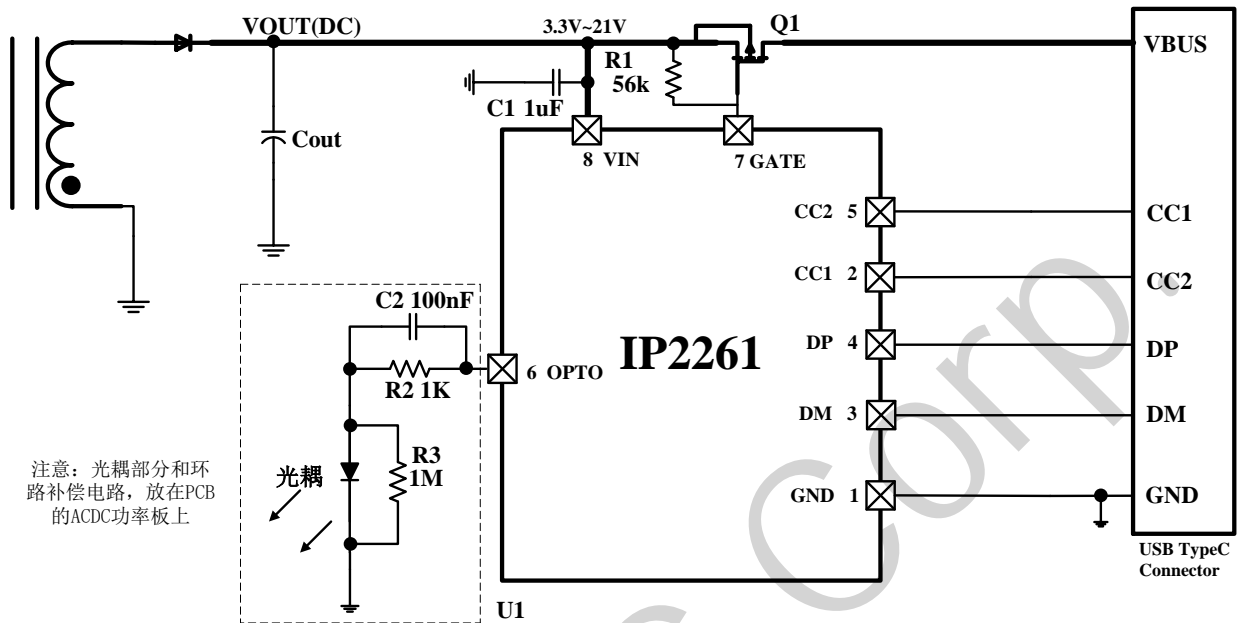 VOUT(DC)
3.3V~21V
Q1
VBUS
R1
56k
C1 1uF
Cout
8 VIN
7 GATE
CC2 5
CC1
CC1 2
CC2
C2 100nF
IP2261
DP 4
DP
6 OPTO
R2 1K
DM 3
DM
R3
1M
光耦
注意：光耦部分和环
路补偿电路，放在PCB
的ACDC功率板上
GND 1
GND
USB TypeC
Connector
U1
Corp.